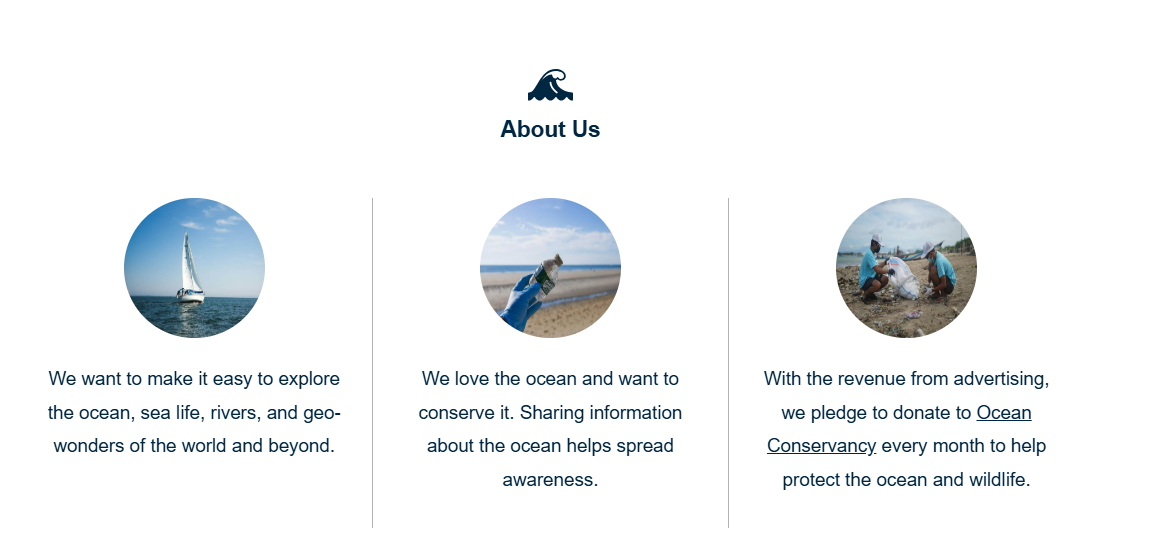 About Us
We want to make it easy to explore
the ocean, sea life, rivers, and geo-
wonders of the world and beyond.
We love the ocean and want to
conserve it. Sharing information
about the ocean helps spread
awareness.
With the revenue from advertising,
we pledge to donate to Ocean
Conservancy every month to help
protect the ocean and wildlife.